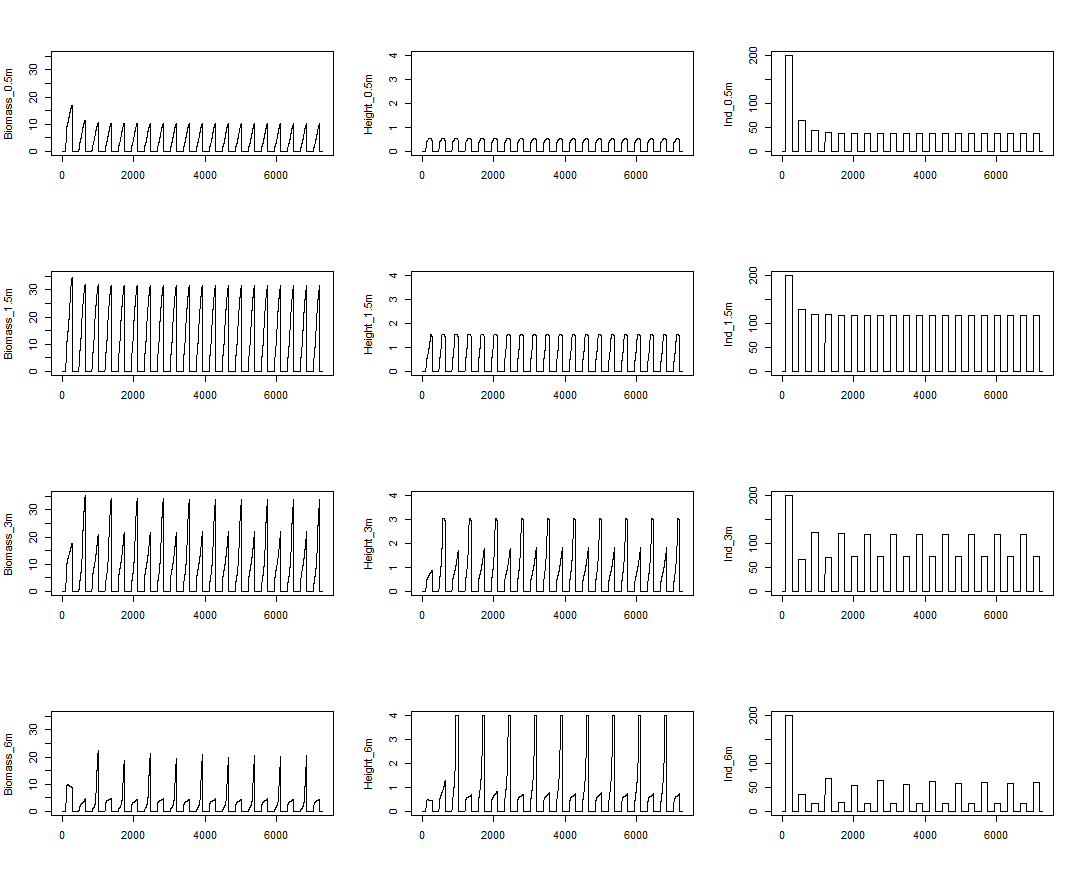 Biomass_0.5m
0 10 20 30
0 2000 4000 6000
Height_0.5m
0 1 2 3 4
0 2000 4000 6000
Ind_0.5m
0 50 100 200
0 2000 4000 6000
Biomass_1.5m
0 10 20 30
0 2000 4000 6000
Height_1.5m
0 1 2 3 4
0 2000 4000 6000
Ind_1.5m
0 50 100 200
0 2000 4000 6000
Biomass_3m
0 10 20 30
0 2000 4000 6000
Height_3m
0 1 2 3 4
0 2000 4000 6000
Ind_3m
0 50 100 200
0 2000 4000 6000
Biomass_6m
0 10 20 30
0 2000 4000 6000
Height_6m
0 1 2 3 4
0 2000 4000 6000
Ind_6m
0 50 100 200
0 2000 4000 6000